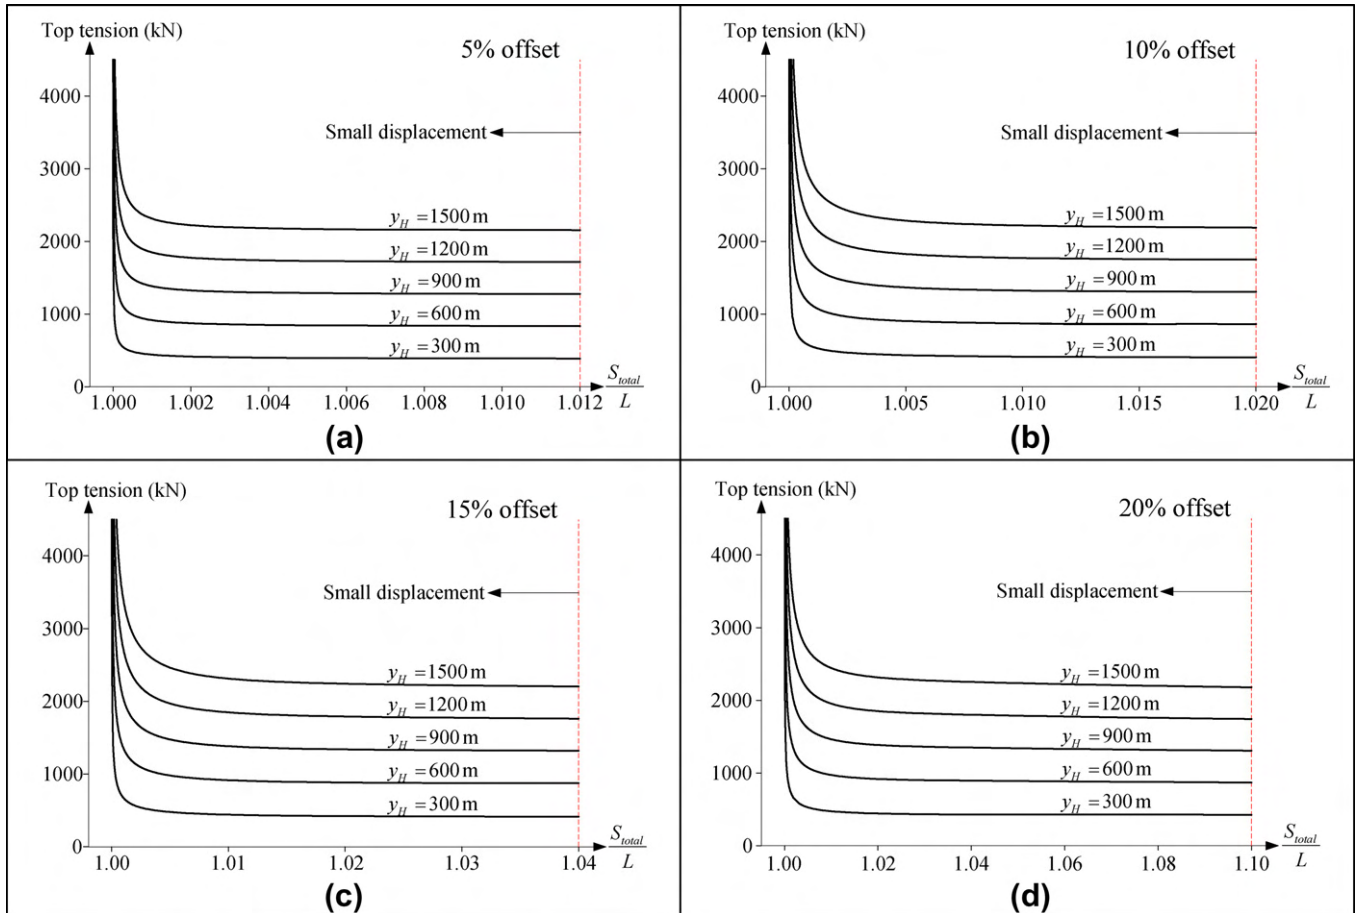 Top tension (kN)
5% offset
4000
Small displacement
3000
y_H = 1500 m
2000
y_H = 1200 m
y_H = 900 m
1000
y_H = 600 m
y_H = 300 m
0
S_total
L
1.000 1.002 1.004 1.006 1.008 1.010 1.012
(a)
Top tension (kN)
10% offset
4000
Small displacement
3000
y_H = 1500 m
2000
y_H = 1200 m
y_H = 900 m
1000
y_H = 600 m
y_H = 300 m
0
S_total
L
1.000 1.005 1.010 1.015 1.020
(b)
Top tension (kN)
15% offset
4000
Small displacement
3000
y_H = 1500 m
2000
y_H = 1200 m
y_H = 900 m
1000
y_H = 600 m
y_H = 300 m
0
S_total
L
1.00 1.01 1.02 1.03 1.04
(c)
Top tension (kN)
20% offset
4000
Small displacement
3000
y_H = 1500 m
2000
y_H = 1200 m
y_H = 900 m
1000
y_H = 600 m
y_H = 300 m
0
S_total
L
1.00 1.02 1.04 1.06 1.08 1.10
(d)